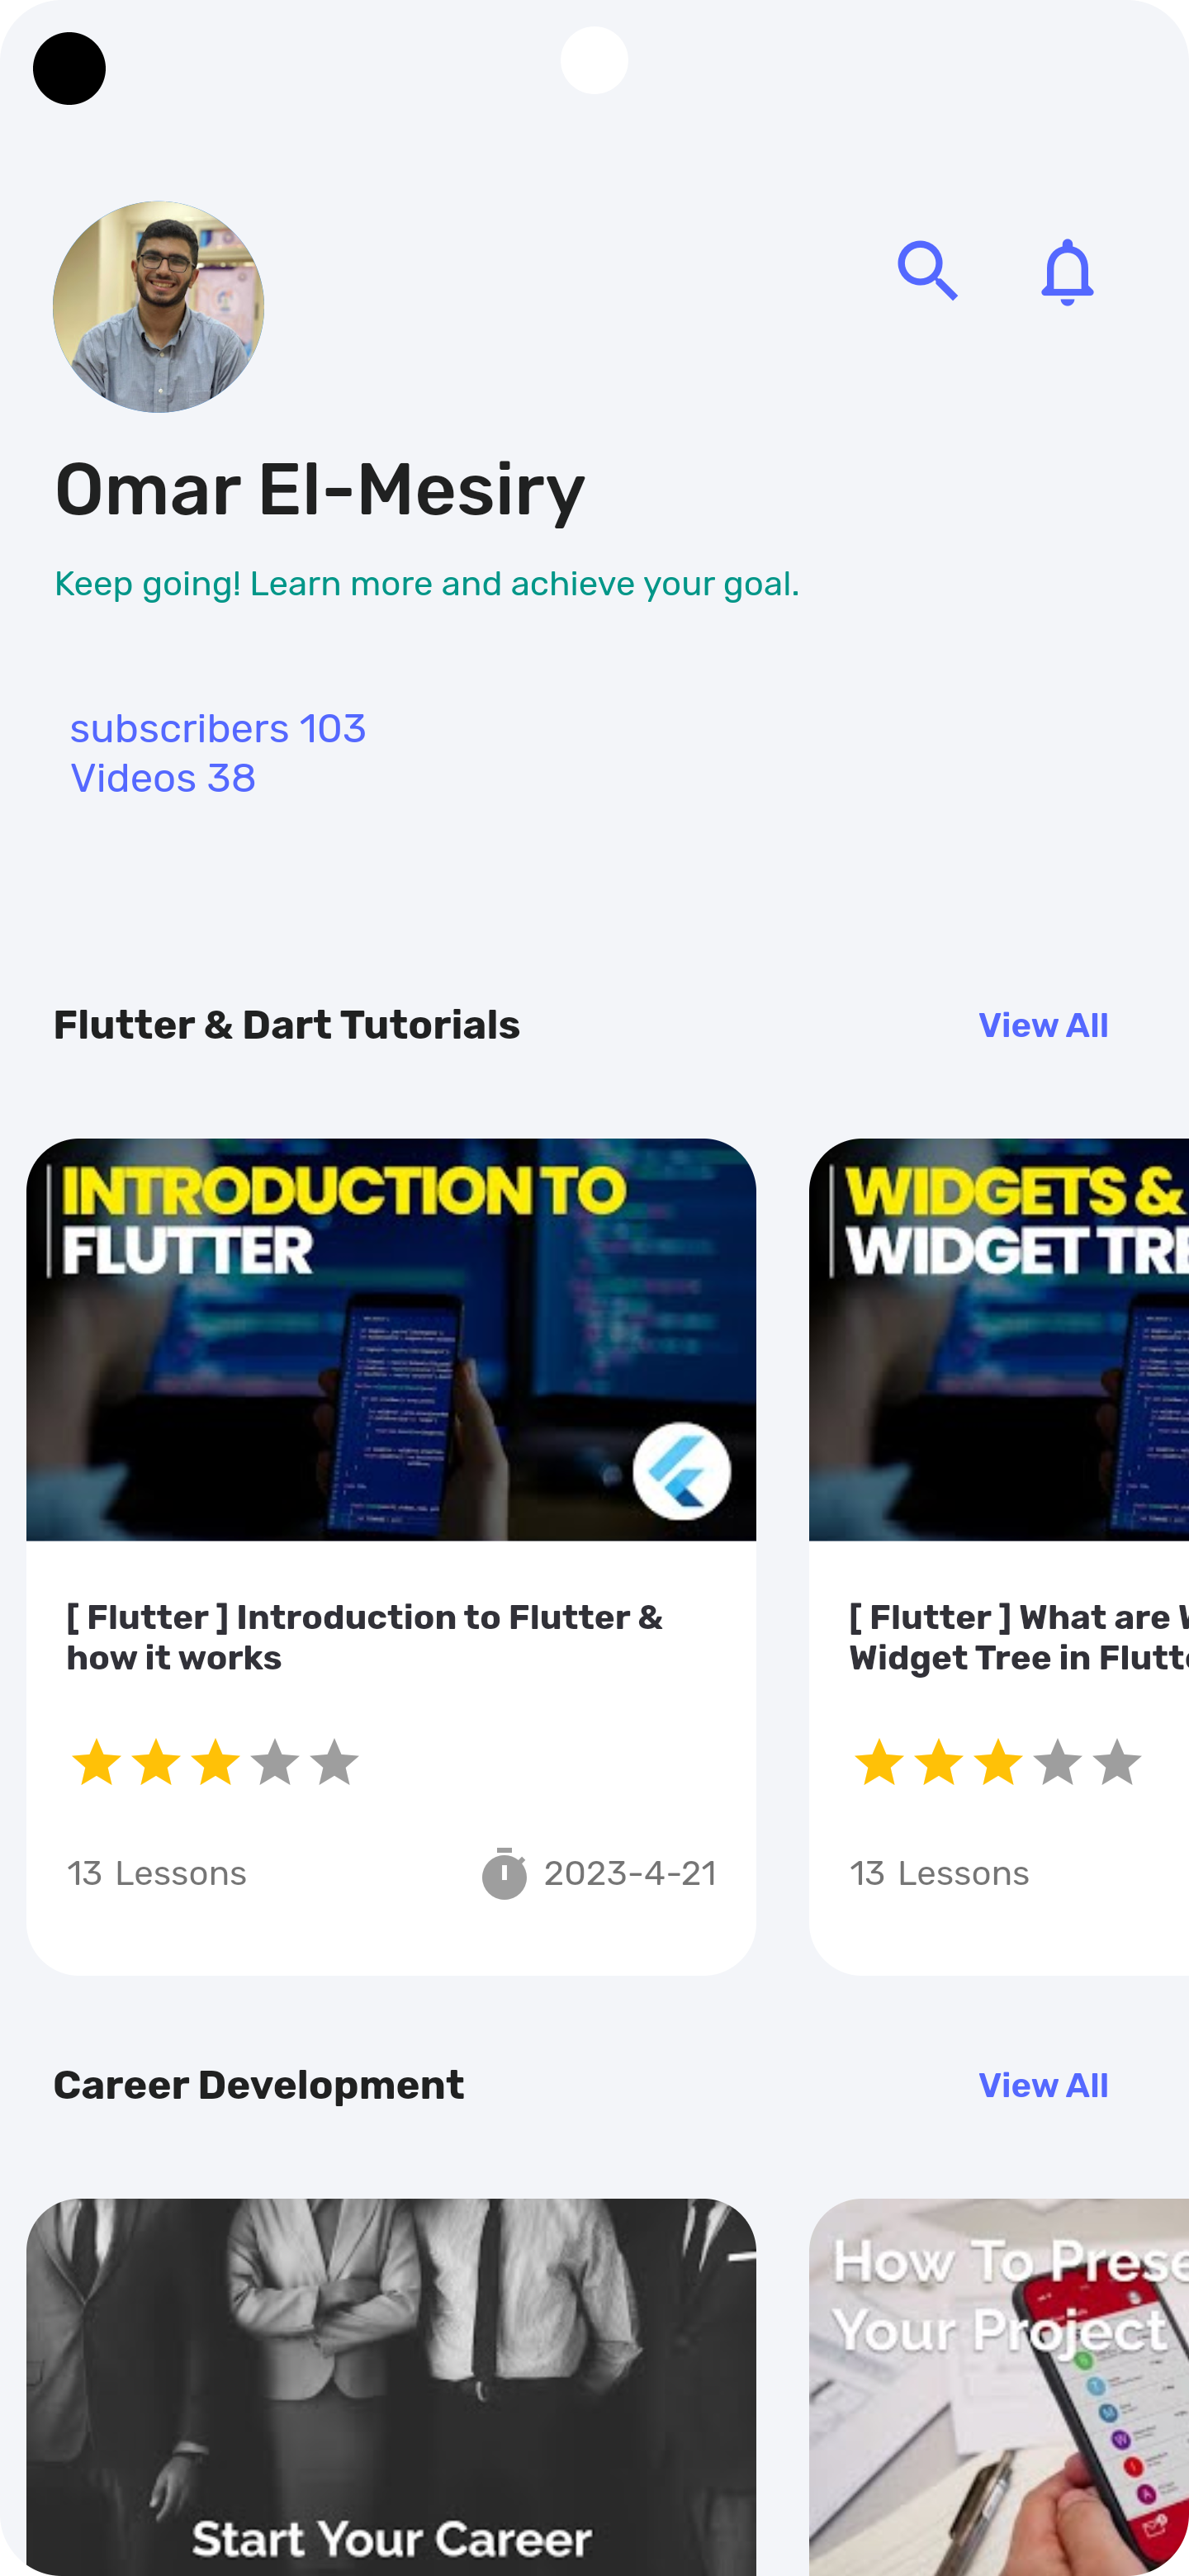 Omar El-Mesiry
Keep going! Learn more and achieve your goal.
subscribers 103
Videos 38
Flutter & Dart Tutorials
View All
INTRODUCTION TO
FLUTTER
WIDGETS &
WIDGET TRE
[ Flutter ] Introduction to Flutter &
how it works
[ Flutter ] What are
Widget Tree in Flutte
13 Lessons
2023-4-21
13 Lessons
Career Development
View All
Start Your Career
How To Prese
Your Project